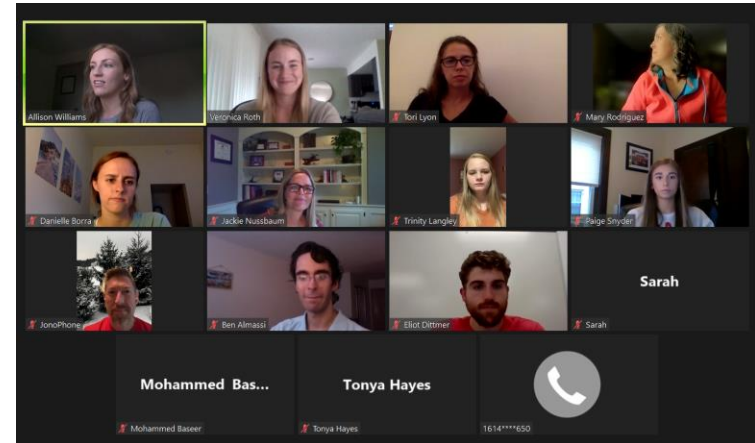 Allison Williams
Veronica Roth
Tori Lyon
Mary Rodriguez
Danielle Borra
Jackie Nussbaum
Trinity Langley
Paige Snyder
JonoPhone
Ben Almassi
Eliot Dittmer
Sarah
Sarah
Mohammed Bas...
Tonya Hayes
Mohammed Baseer
Tonya Hayes
1614****650